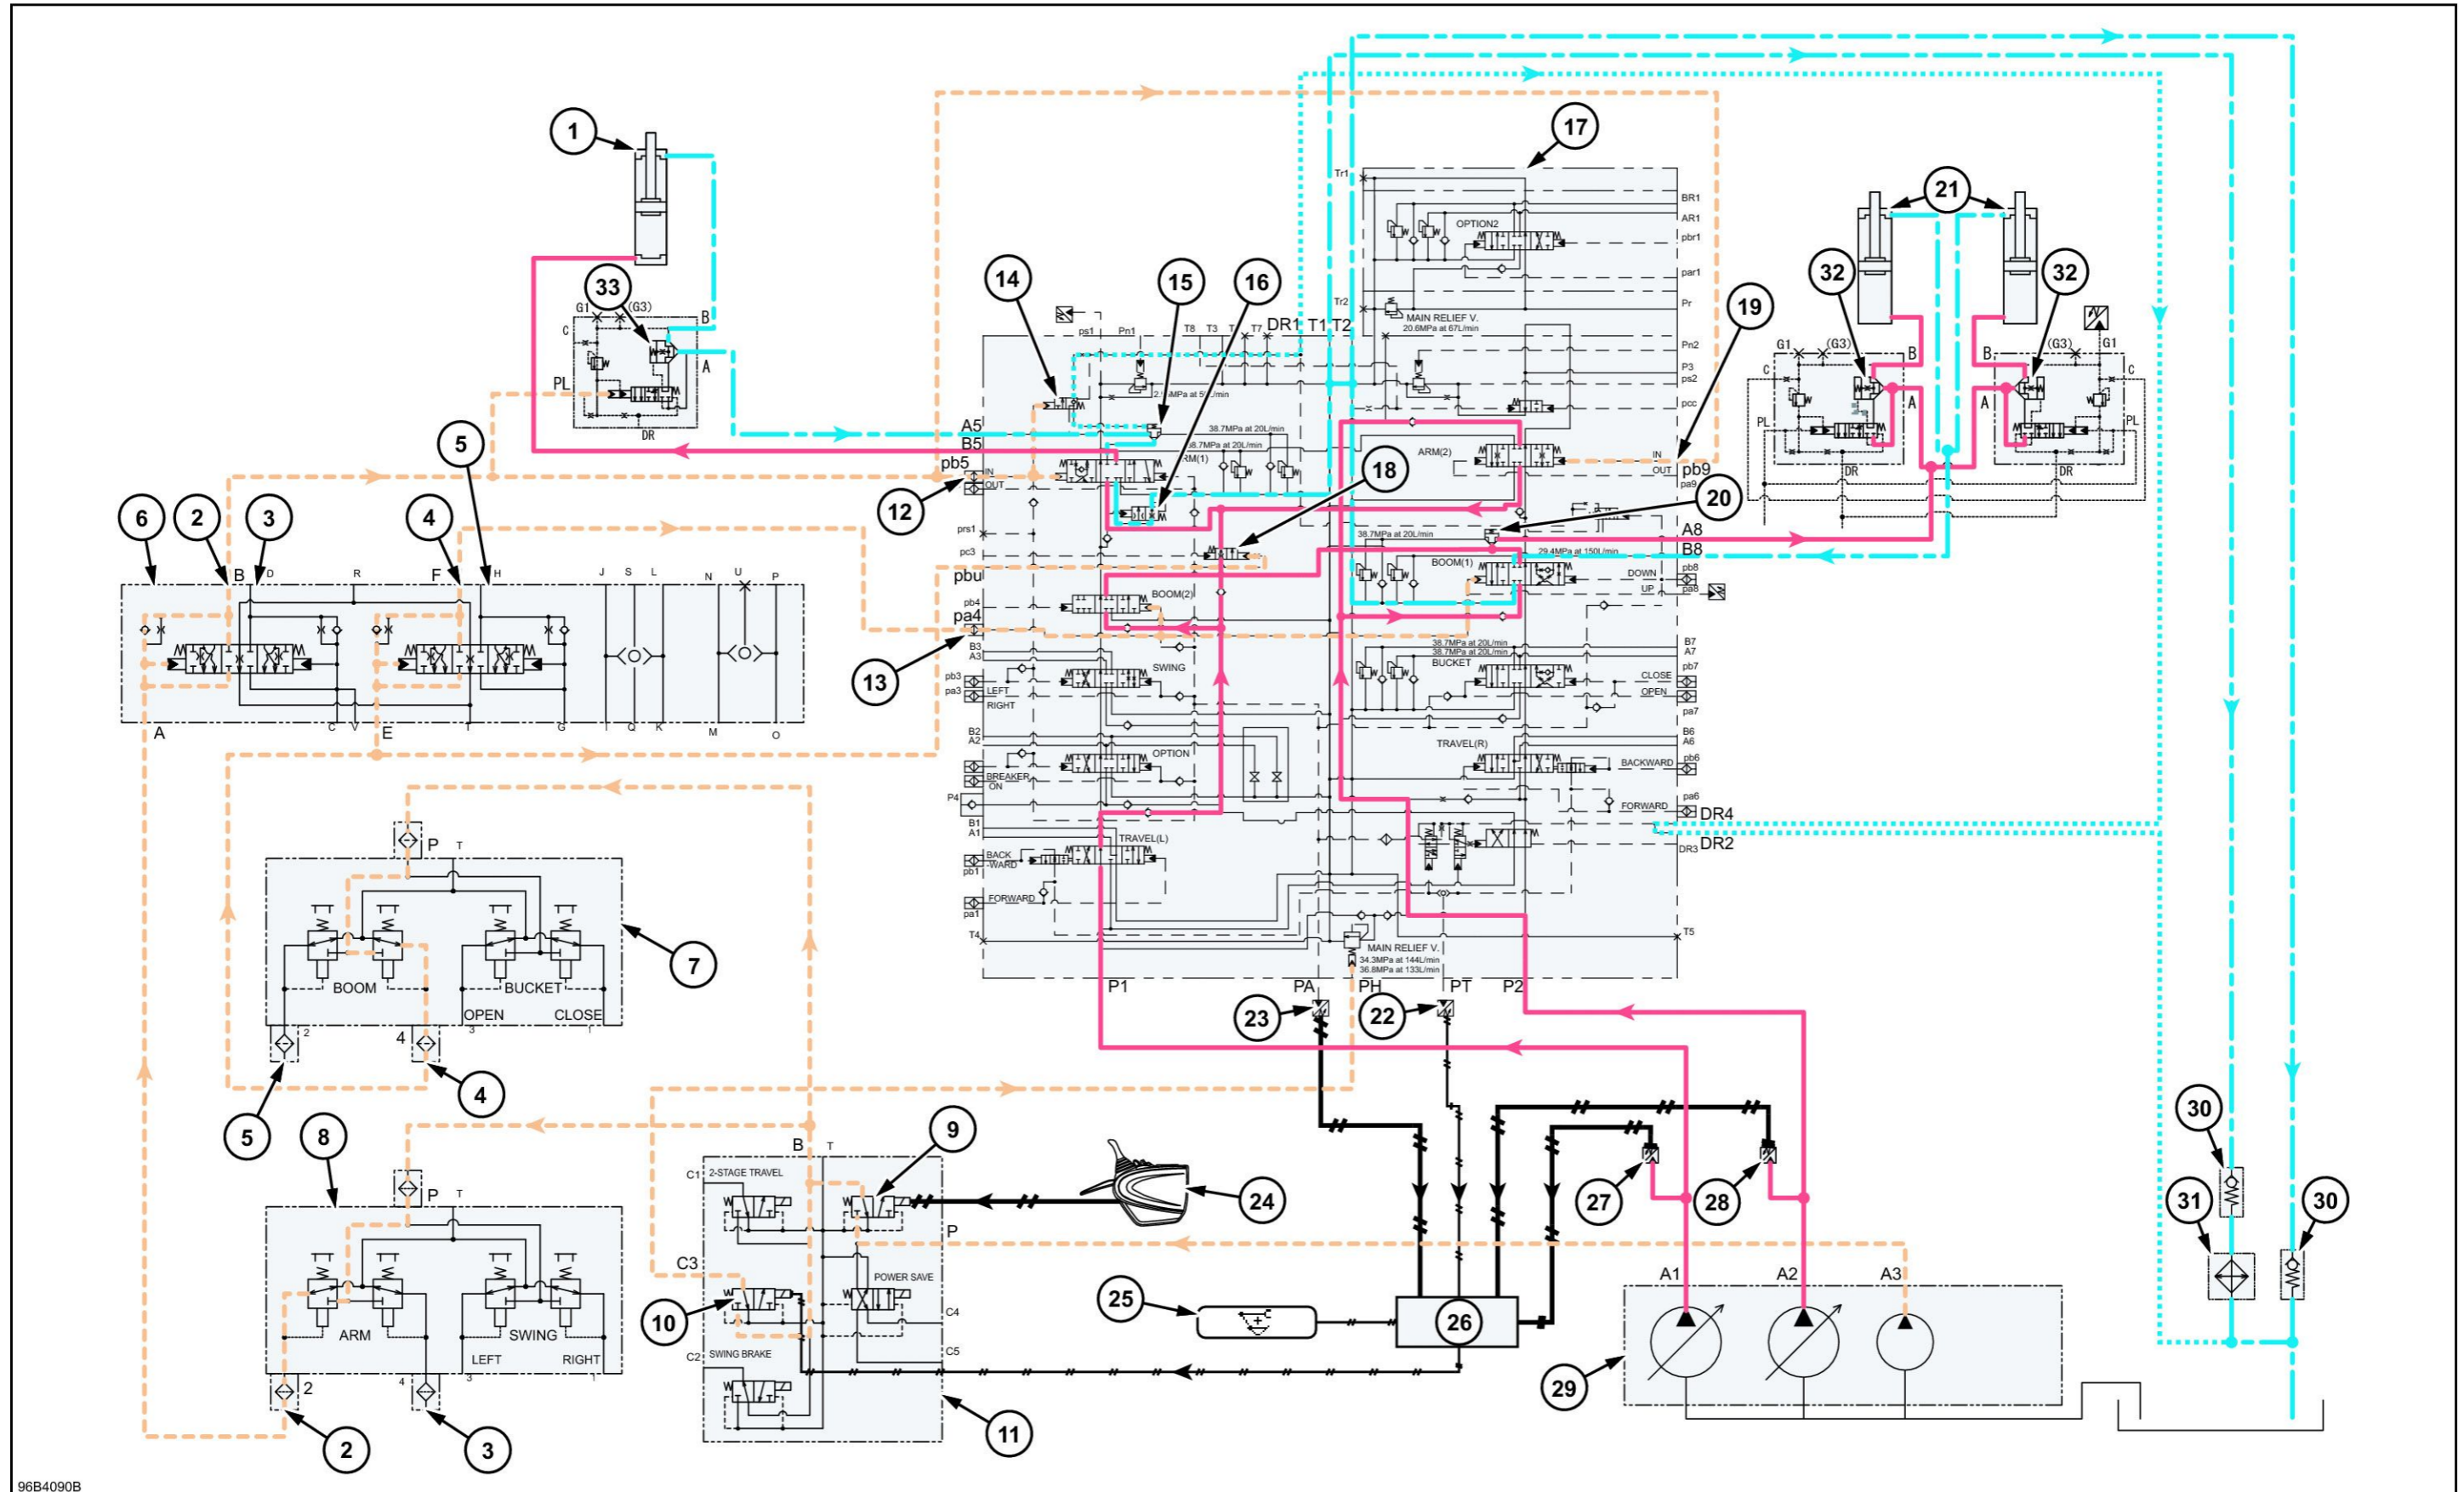 1
17
21
14
15
16
19
32
32
33
G1
(G3)
C
B
A
PL
DR
Tr1
OPTION2
BR1
AR1
pbr1
par1
Tr2
MAIN RELIEF V.
20.6MPa at 67L/min
Pr
ps1
Pn1
T8
T3
T7
DR1
T1
T2
Pn2
P3
ps2
pcc
G1
(G3)
(G3)
G1
C
B
B
C
A
A
PL
PL
DR
DR
A5
B5
pb5
IN
OUT
38.7MPa at 20L/min
ARM(2)
IN
OUT
pb9
pa9
12
18
20
5
6
2
3
4
prs1
pc3
38.7MPa at 20L/min
29.4MPa at 150L/min
A8
B8
pbu
BOOM(1)
DOWN
pb8
UP
pa8
pb4
BOOM(2)
pa4
13
B
D
R
F
H
J
S
L
N
U
P
A
C
V
E
T
G
I
Q
K
M
O
B3
A3
SWING
pb3
pa3
LEFT
RIGHT
38.7MPa at 20L/min
38.7MPa at 20L/min
BUCKET
B7
A7
pb7
CLOSE
OPEN
pa7
B2
A2
OPTION
BREAKER
ON
P4
B1
A1
TRAVEL(L)
BACK
-WARD
pb1
FORWARD
pa1
T4
TRAVEL(R)
B6
A6
pb6
BACKWARD
pa6
FORWARD
DR4
DR3
DR2
T5
MAIN RELIEF V.
34.3MPa at 144L/min
36.8MPa at 133L/min
P1
PA
PH
PT
P2
23
22
P
T
BOOM
BUCKET
OPEN
CLOSE
2
4
3
1
7
5
4
8
P
T
ARM
SWING
LEFT
RIGHT
2
4
3
1
2
3
B
T
9
C1
2-STAGE TRAVEL
P
C3
POWER SAVE
10
C4
C5
C2
SWING BRAKE
11
24
25
26
27
28
A1
A2
A3
29
30
31
30
96B4090B